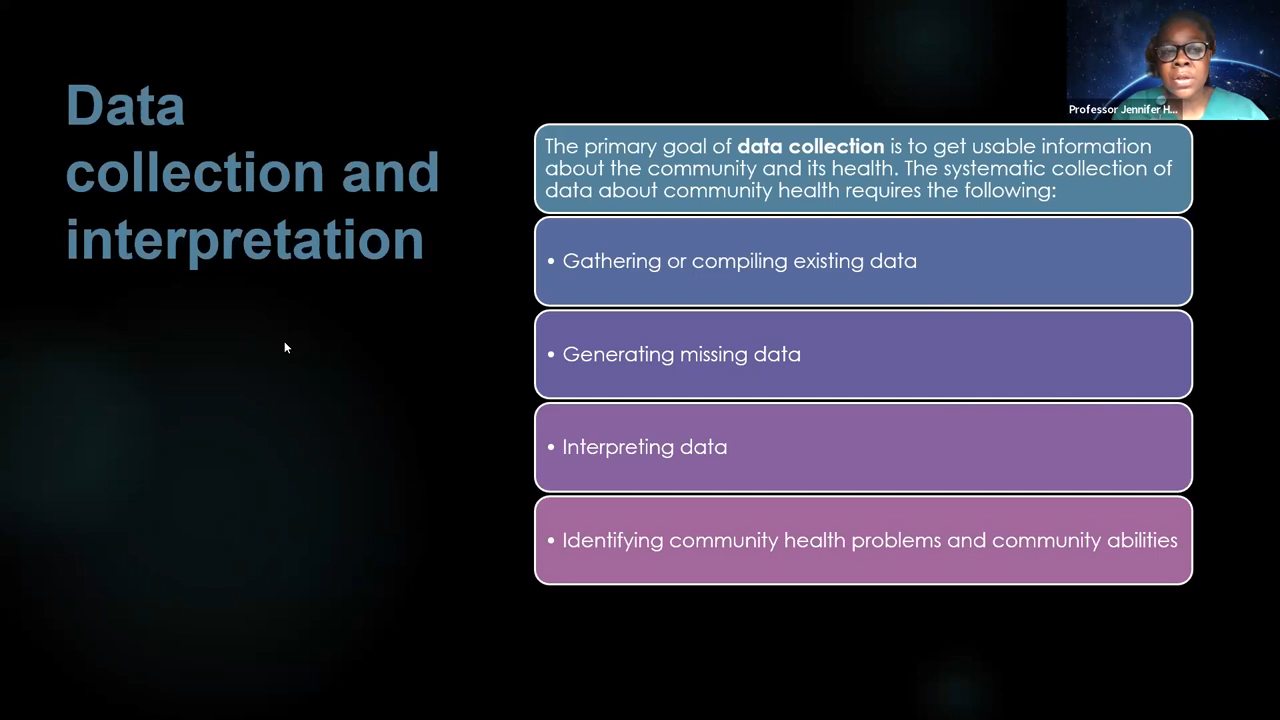 Data
collection and
interpretation
Professor Jennifer H...
The primary goal of data collection is to get usable information
about the community and its health. The systematic collection of
data about community health requires the following:
• Gathering or compiling existing data
• Generating missing data
• Interpreting data
• Identifying community health problems and community abilities